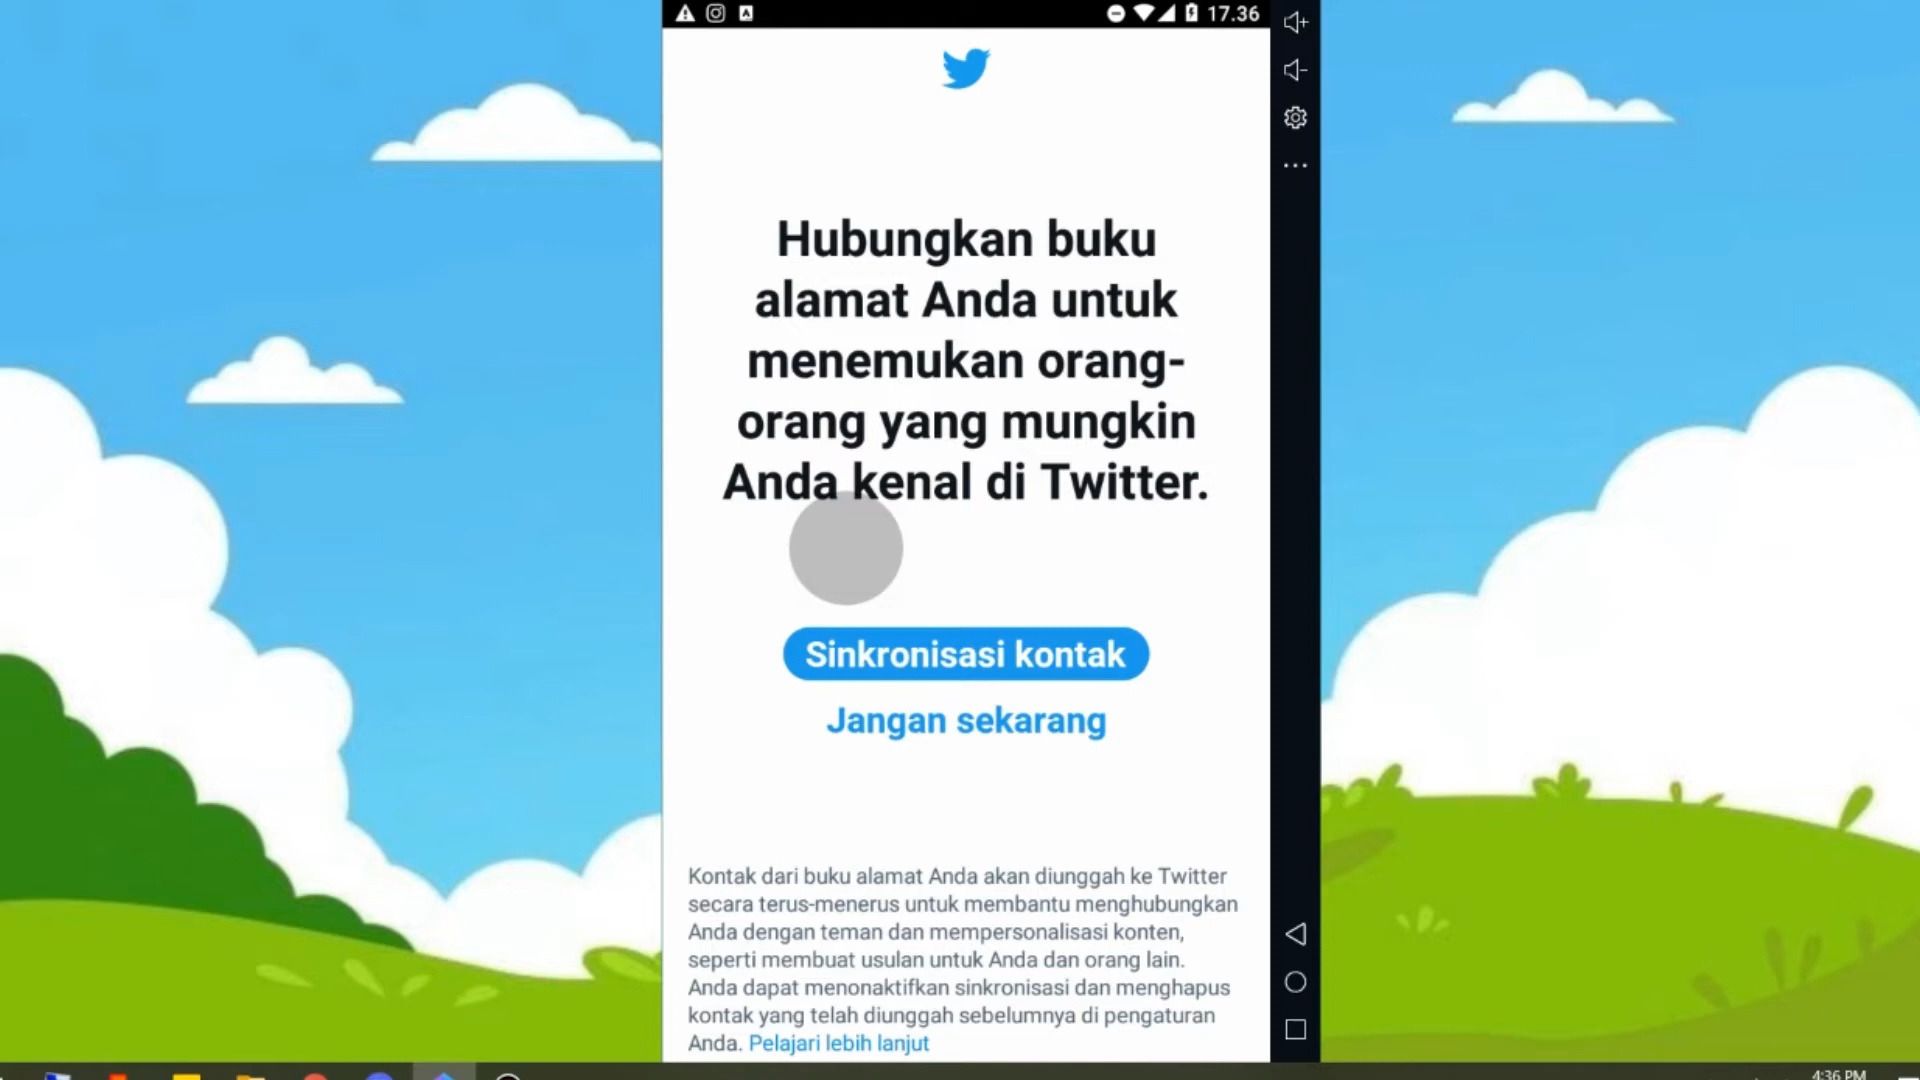 17.36
Hubungkan buku
alamat Anda untuk
menemukan orang-
orang yang mungkin
Anda kenal di Twitter.
Sinkronisasi kontak
Jangan sekarang
Kontak dari buku alamat Anda akan diunggah ke Twitter
secara terus-menerus untuk membantu menghubungkan
Anda dengan teman dan mempersonalisasi konten,
seperti membuat usulan untuk Anda dan orang lain.
Anda dapat menonaktifkan sinkronisasi dan menghapus
kontak yang telah diunggah sebelumnya di pengaturan
Anda. Pelajari lebih lanjut
4:36 PM